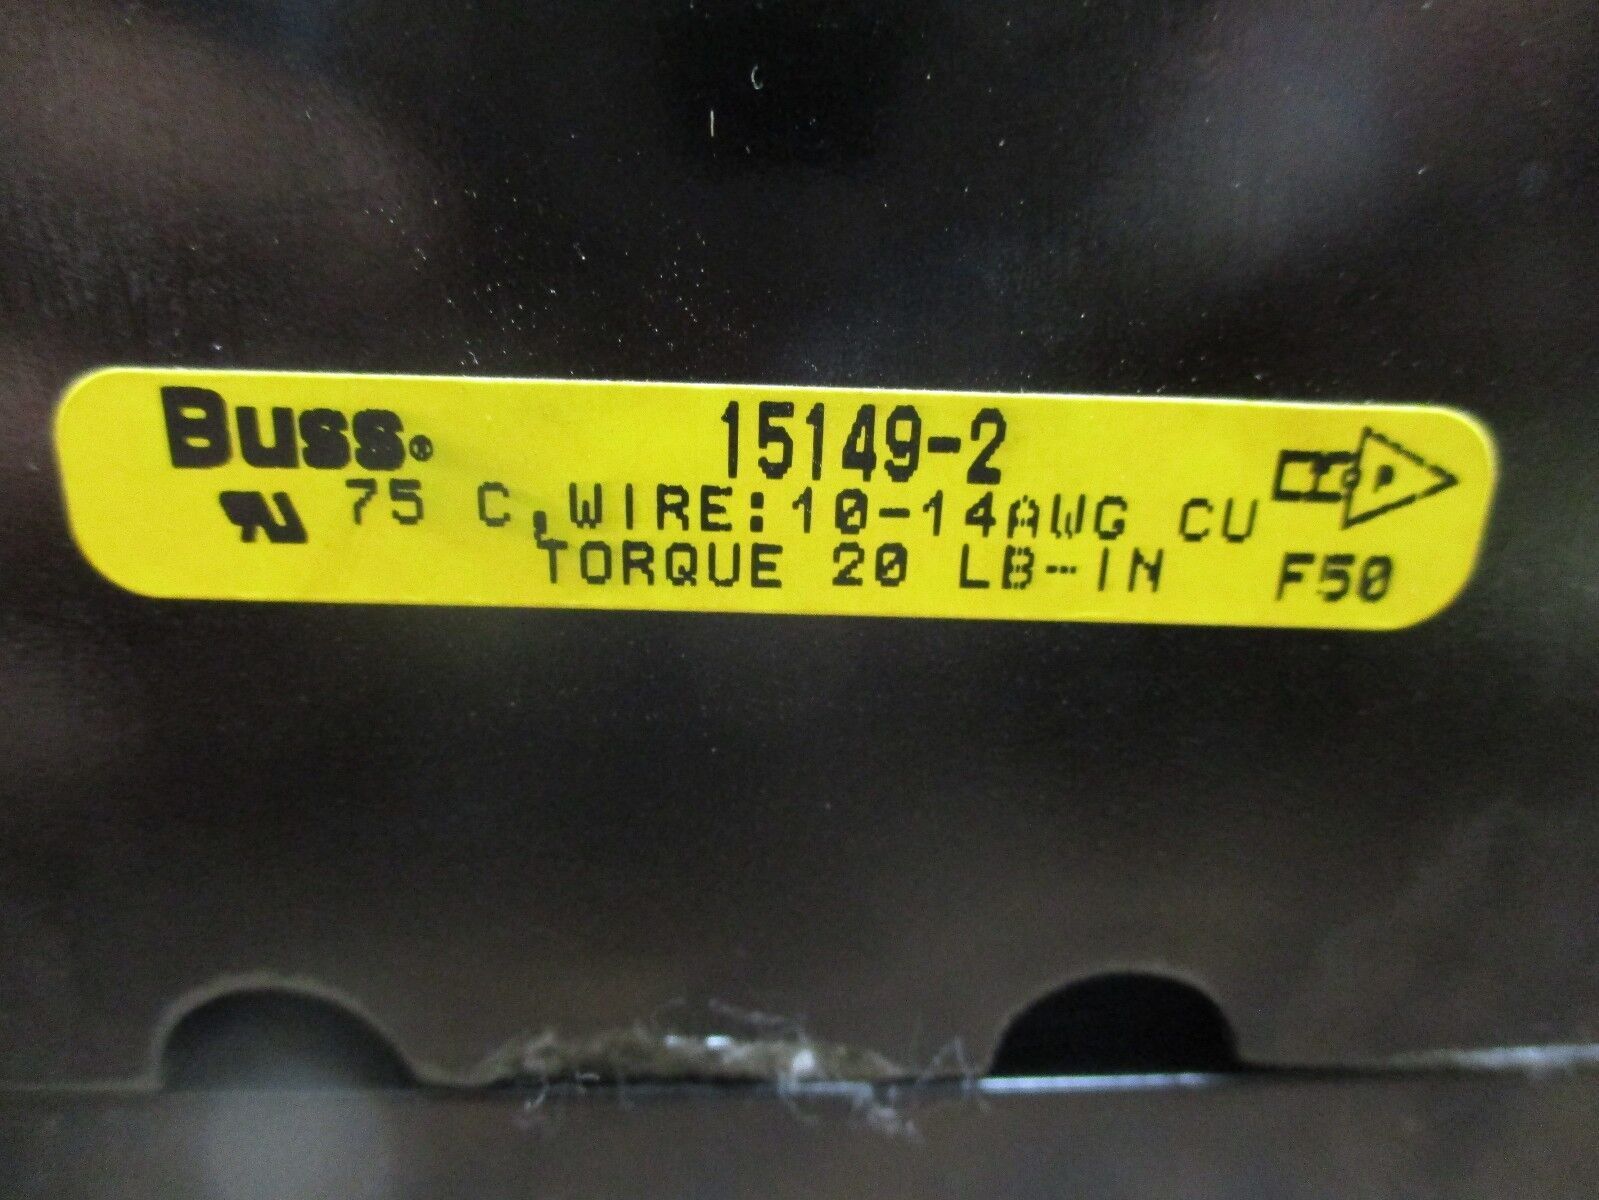 Buss® 15149-2
75 C, WIRE: 10-14AWG CU
TORQUE 20 LB-IN F50